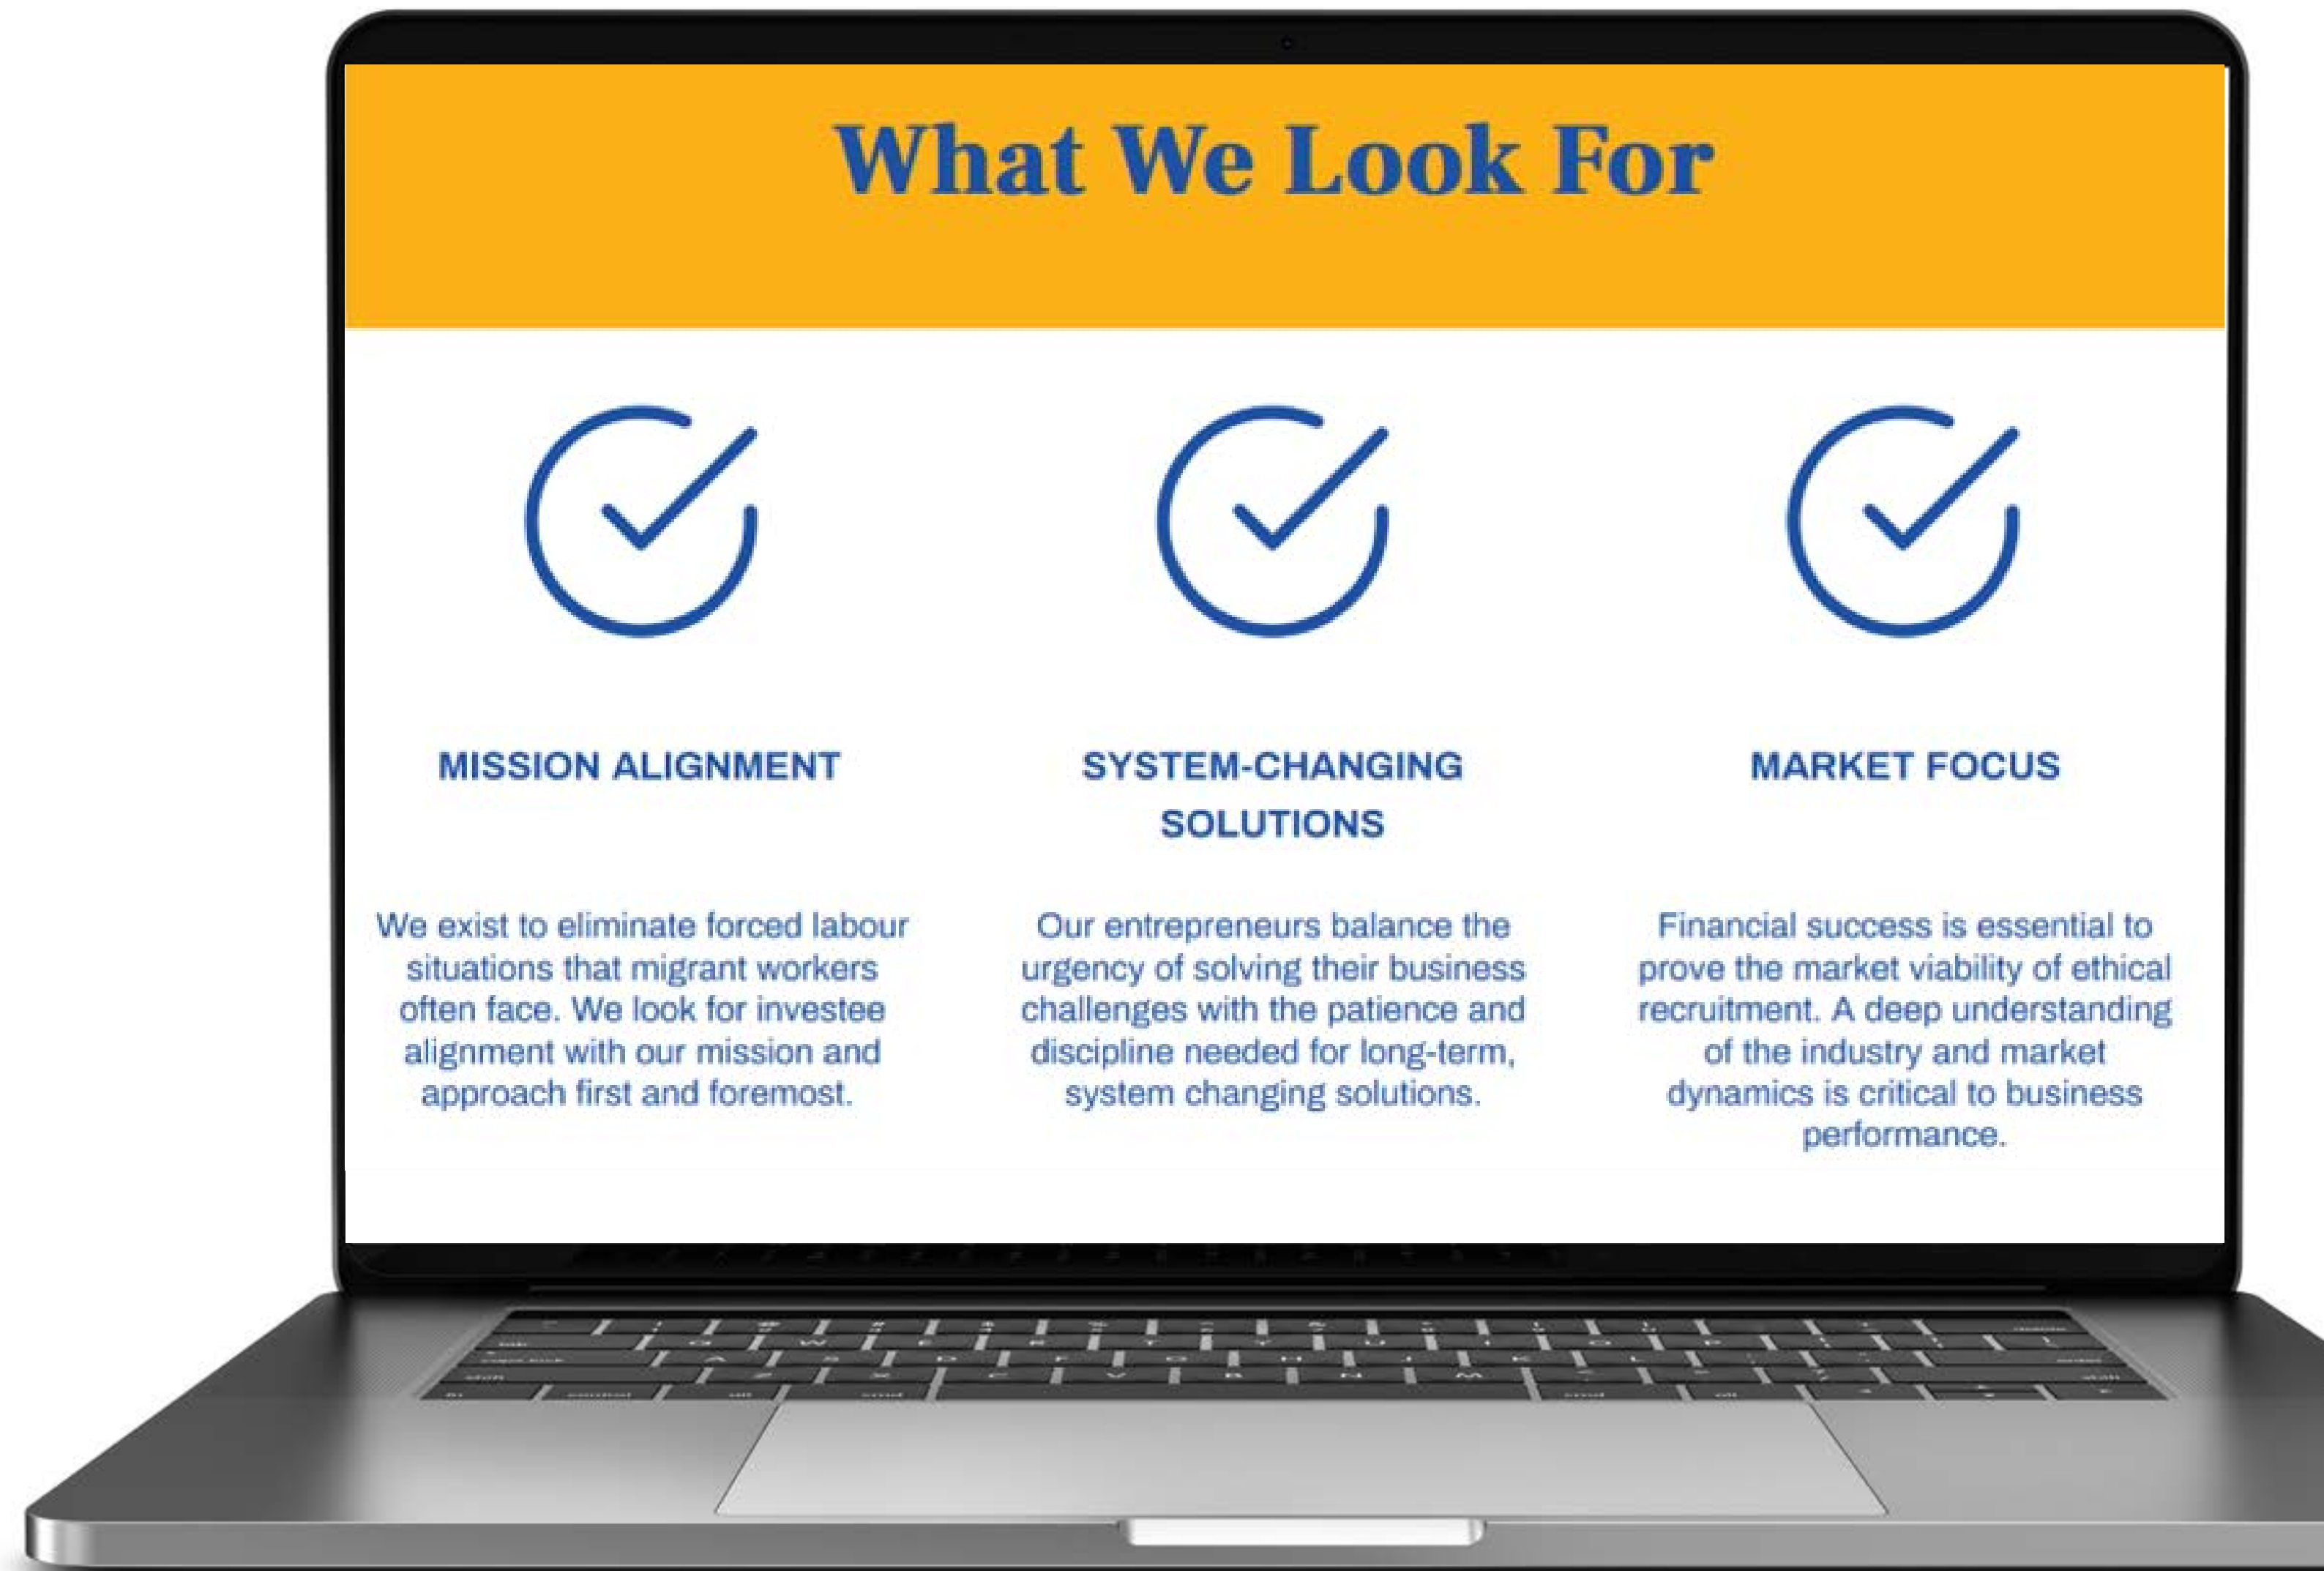 What We Look For
MISSION ALIGNMENT
We exist to eliminate forced labour
situations that migrant workers
often face. We look for investee
alignment with our mission and
approach first and foremost.
SYSTEM-CHANGING
SOLUTIONS
Our entrepreneurs balance the
urgency of solving their business
challenges with the patience and
discipline needed for long-term,
system changing solutions.
MARKET FOCUS
Financial success is essential to
prove the market viability of ethical
recruitment. A deep understanding
of the industry and market
dynamics is critical to business
performance.